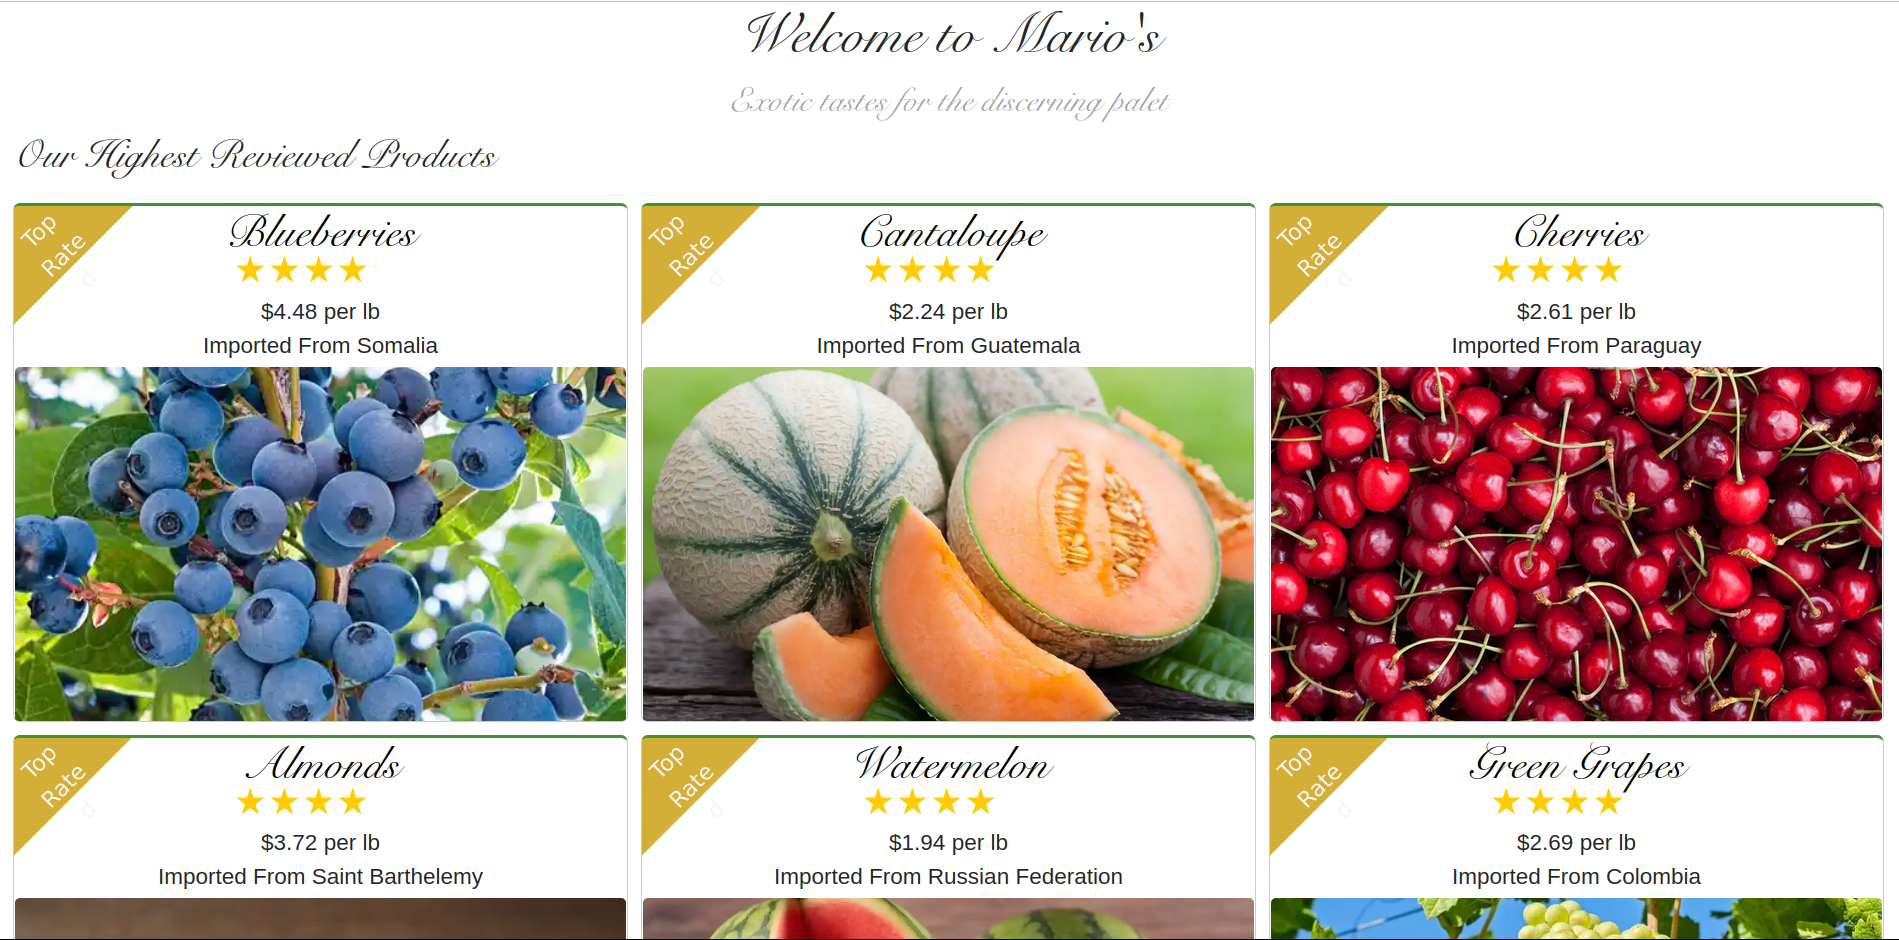 Welcome to Mario's
Exotic tastes for the discerning palet
Our Highest Reviewed Products
Top
Rate
d
Blueberries
$4.48 per lb
Imported From Somalia
Top
Rate
d
Cantaloupe
$2.24 per lb
Imported From Guatemala
Top
Rate
d
Cherries
$2.61 per lb
Imported From Paraguay
Top
Rate
d
Almonds
$3.72 per lb
Imported From Saint Barthelemy
Top
Rate
d
Watermelon
$1.94 per lb
Imported From Russian Federation
Top
Rate
d
Green Grapes
$2.69 per lb
Imported From Colombia